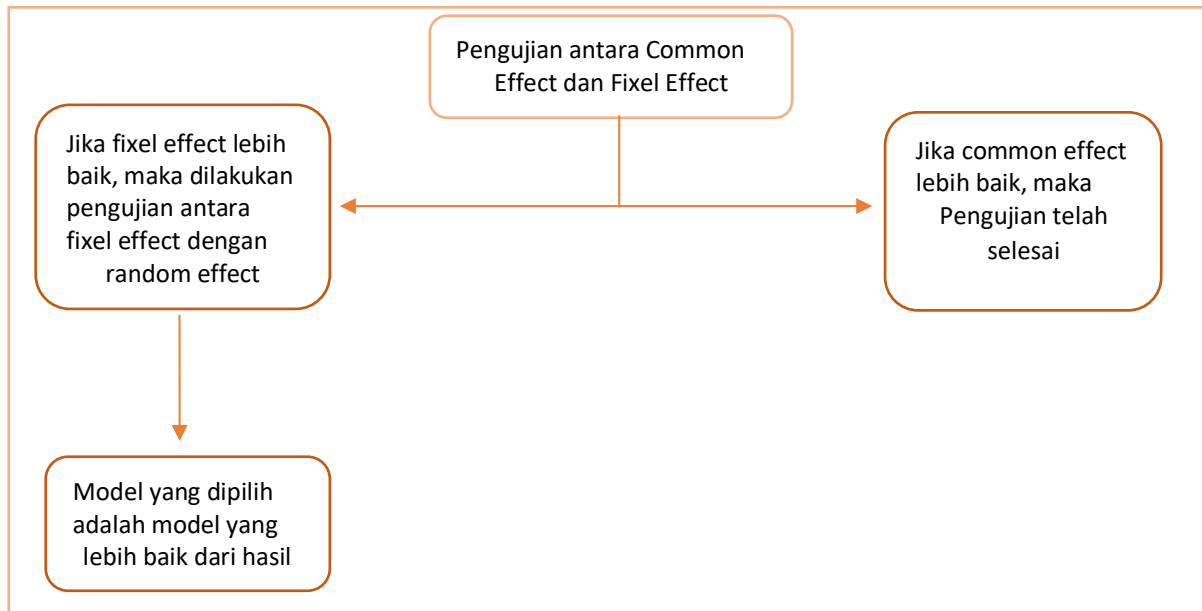 Pengujian antara Common
Effect dan Fixel Effect
Jika fixel effect lebih
baik, maka dilakukan
pengujian antara
fixel effect dengan
random effect
Jika common effect
lebih baik, maka
Pengujian telah
selesai
Model yang dipilih
adalah model yang
lebih baik dari hasil